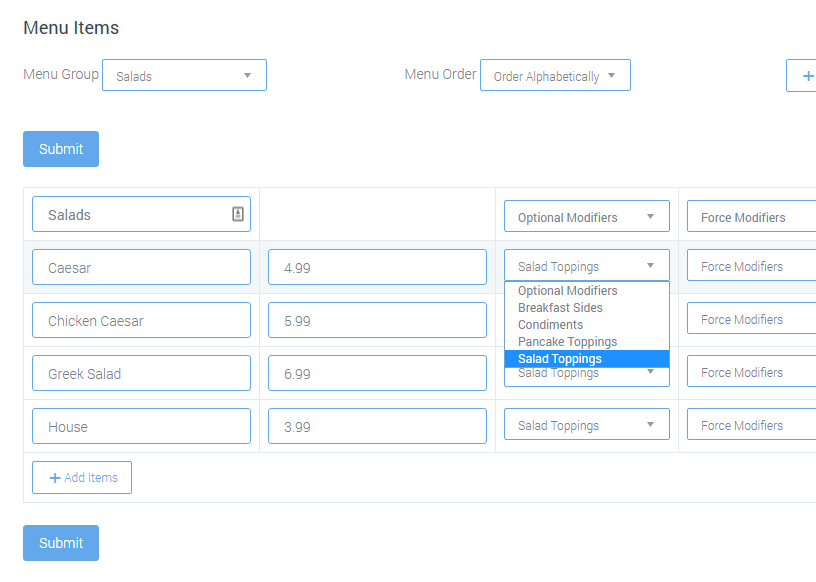 Menu Items
Menu Group Salads Menu Order Order Alphabetically +
Submit
Salads Optional Modifiers Force Modifiers
Caesar 4.99 Salad Toppings Force Modifiers
Optional Modifiers
Breakfast Sides
Condiments
Pancake Toppings
Salad Toppings
Chicken Caesar 5.99 Force Modifiers
Greek Salad 6.99 Salad Toppings Force Modifiers
House 3.99 Salad Toppings Force Modifiers
+ Add Items
Submit